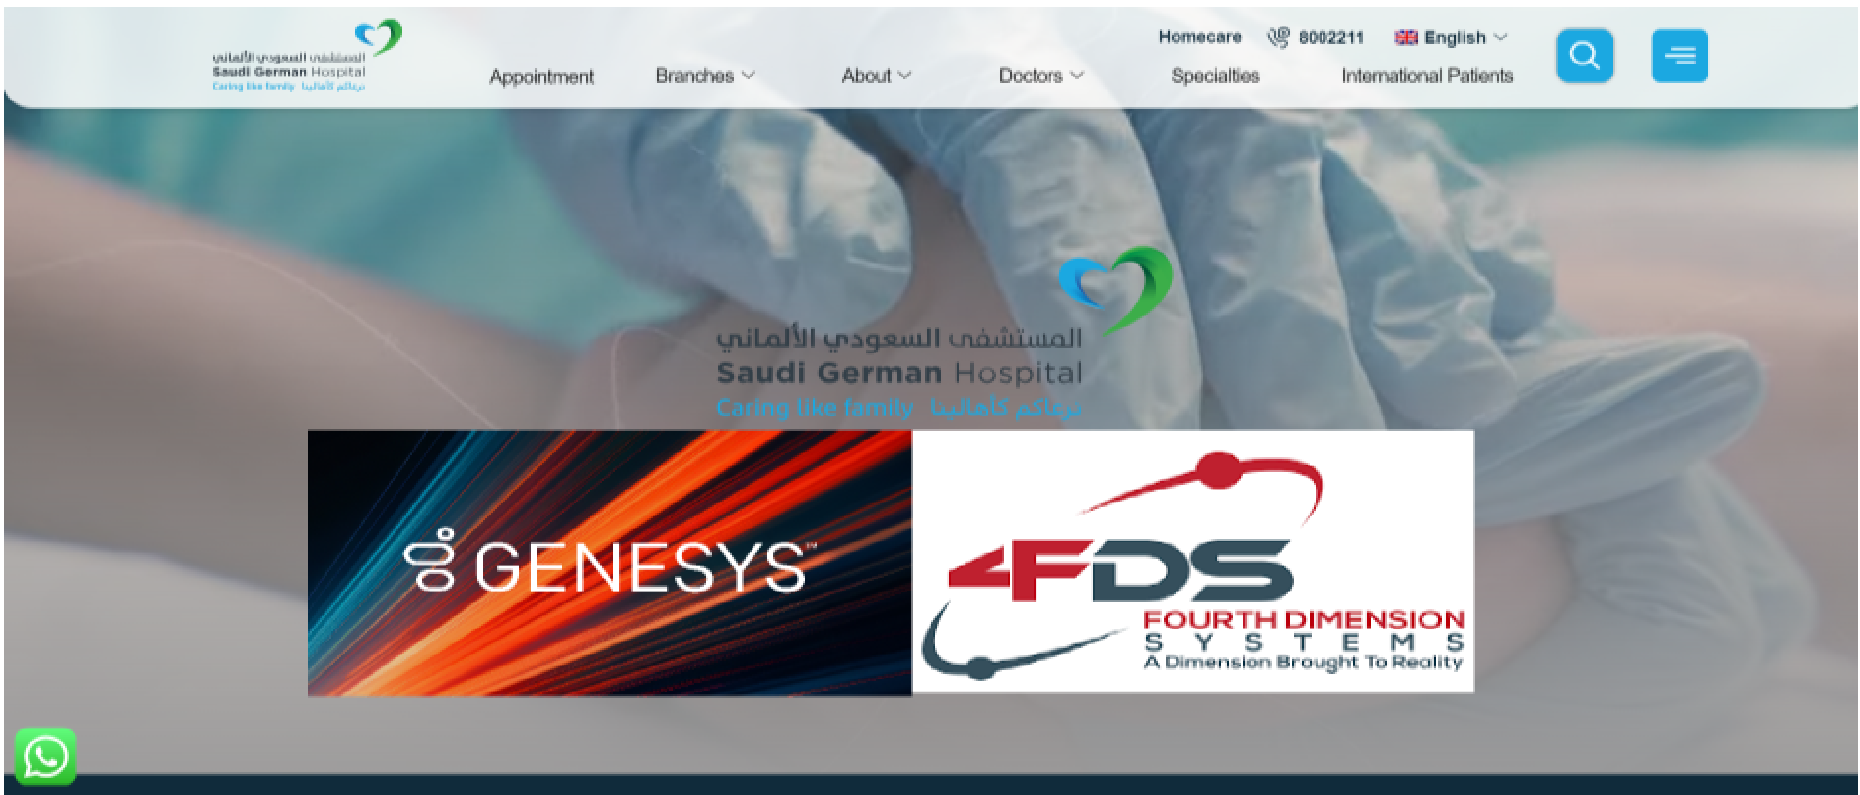 المستشفى السعودي الألماني
Saudi German Hospital
Caring like family نرعاكم كأهالينا
Homecare 8002211 English
Appointment Branches About Doctors Specialties International Patients
المستشفى السعودي الألماني
Saudi German Hospital
Caring like family نرعاكم كأهالينا
GENESYS™
4FDS
FOURTH DIMENSION
SYSTEMS
A Dimension Brought To Reality